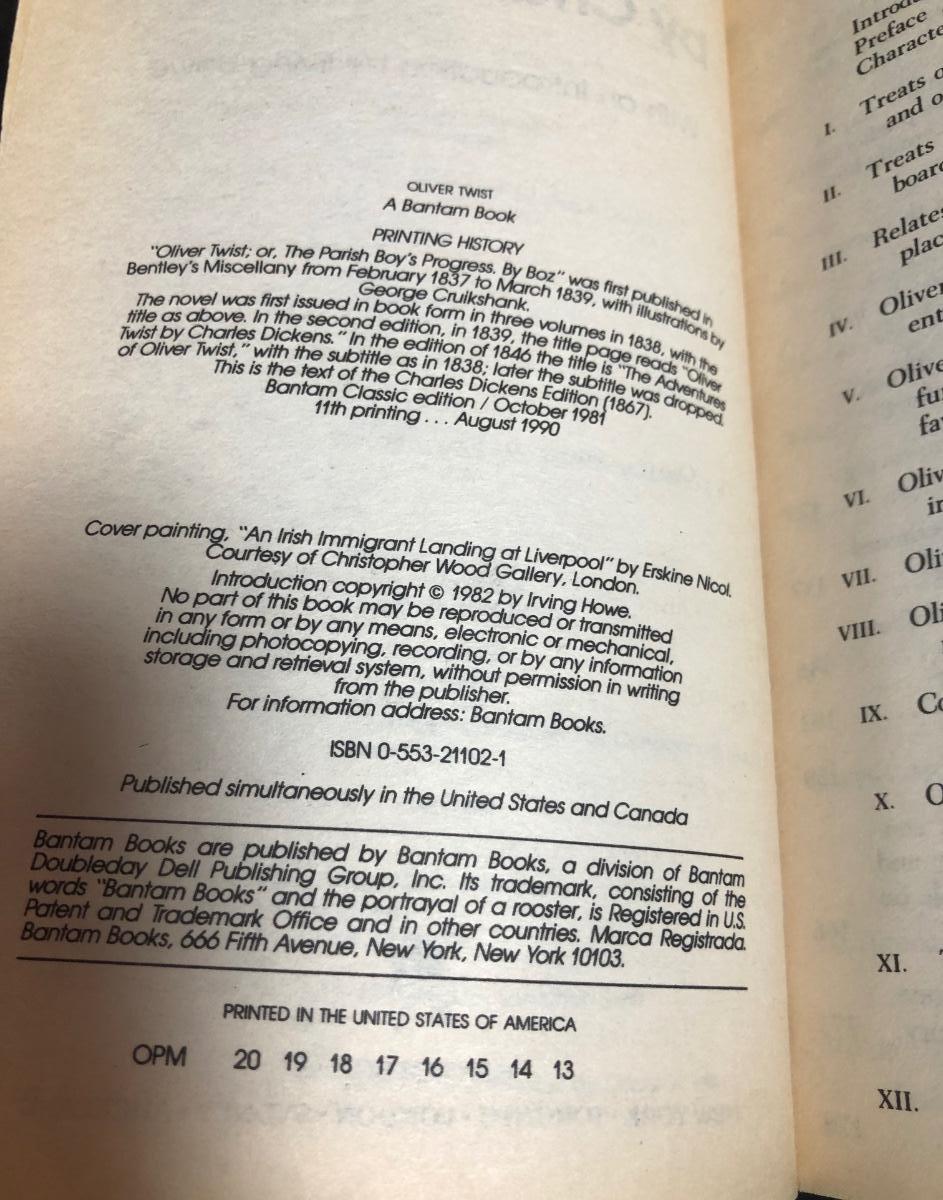 OLIVER TWIST
A Bantam Book
PRINTING HISTORY
"Oliver Twist; or, The Parish Boy's Progress. By Boz" was first published in
Bentley's Miscellany from February 1837 to March 1839, with illustrations by
George Cruikshank.
The novel was first issued in book form in three volumes in 1838, with the
title as above. In the second edition, in 1839, the title page reads "Oliver
Twist by Charles Dickens." In the edition of 1846 the title is "The Adventures
of Oliver Twist," with the subtitle as in 1838; later the subtitle was dropped.
This is the text of the Charles Dickens Edition (1867).
Bantam Classic edition / October 1981
11th printing . . . August 1990
Cover painting, "An Irish Immigrant Landing at Liverpool" by Erskine Nicol.
Courtesy of Christopher Wood Gallery, London.
Introduction copyright © 1982 by Irving Howe.
No part of this book may be reproduced or transmitted
in any form or by any means, electronic or mechanical,
including photocopying, recording, or by any information
storage and retrieval system, without permission in writing
from the publisher.
For information address: Bantam Books.
ISBN 0-553-21102-1
Published simultaneously in the United States and Canada
Bantam Books are published by Bantam Books, a division of Bantam
Doubleday Dell Publishing Group, Inc. Its trademark, consisting of the
words "Bantam Books" and the portrayal of a rooster, is Registered in U.S.
Patent and Trademark Office and in other countries. Marca Registrada.
Bantam Books, 666 Fifth Avenue, New York, New York 10103.
PRINTED IN THE UNITED STATES OF AMERICA
OPM 20 19 18 17 16 15 14 13
Introdu
Preface
Characte
I. Treats o
and o
II. Treats
board
III. Relates
plac
IV. Oliver
ent
V. Olive
fu
fa
VI. Oliv
in
VII. Oli
VIII. Oli
IX. Co
X. O
XI.
XII.